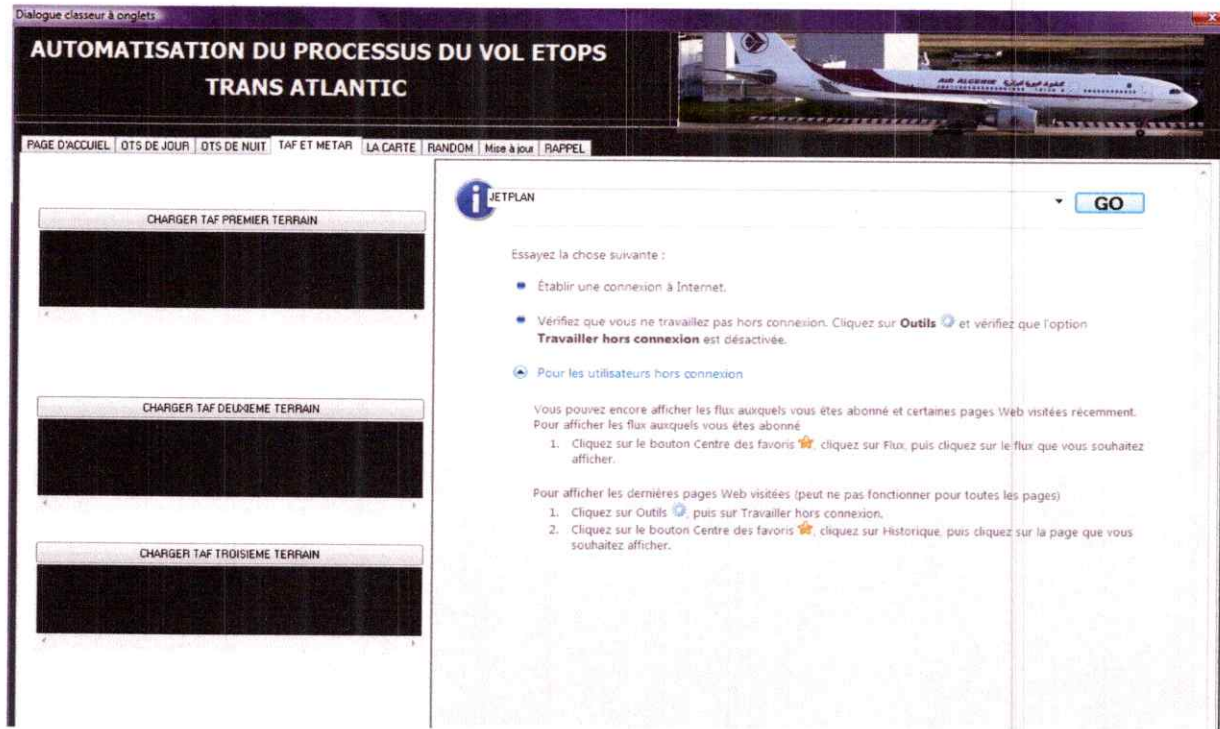 Dialogue classeur à onglets
AUTOMATISATION DU PROCESSUS DU VOL ETOPS
TRANS ATLANTIC
AIR ALGERIE
PAGE D'ACCUIEL OTS DE JOUR OTS DE NUIT TAF ET METAR LA CARTE RANDOM Mise à jour RAPPEL
JETPLAN
GO
CHARGER TAF PREMIER TERRAIN
CHARGER TAF DEUXIEME TERRAIN
CHARGER TAF TROISIEME TERRAIN
Essayez la chose suivante :
Établir une connexion à Internet.
Vérifiez que vous ne travaillez pas hors connexion. Cliquez sur Outils et vérifiez que l'option
Travailler hors connexion est désactivée.
Pour les utilisateurs hors connexion
Vous pouvez encore afficher les flux auxquels vous êtes abonné et certames pages Web visitées récemment.
Pour afficher les flux auxquels vous êtes abonné
1. Cliquez sur le bouton Centre des favoris , cliquez sur Flux, puis cliquez sur le flux que vous souhaitez
afficher.
Pour afficher les dernières pages Web visitées (peut ne pas fonctionner pour toutes les pages)
1. Cliquez sur Outils , puis sur Travailler hors connexion.
2. Cliquez sur le bouton Centre des favoris , cliquez sur Historique, puis cliquez sur la page que vous
souhaitez afficher.